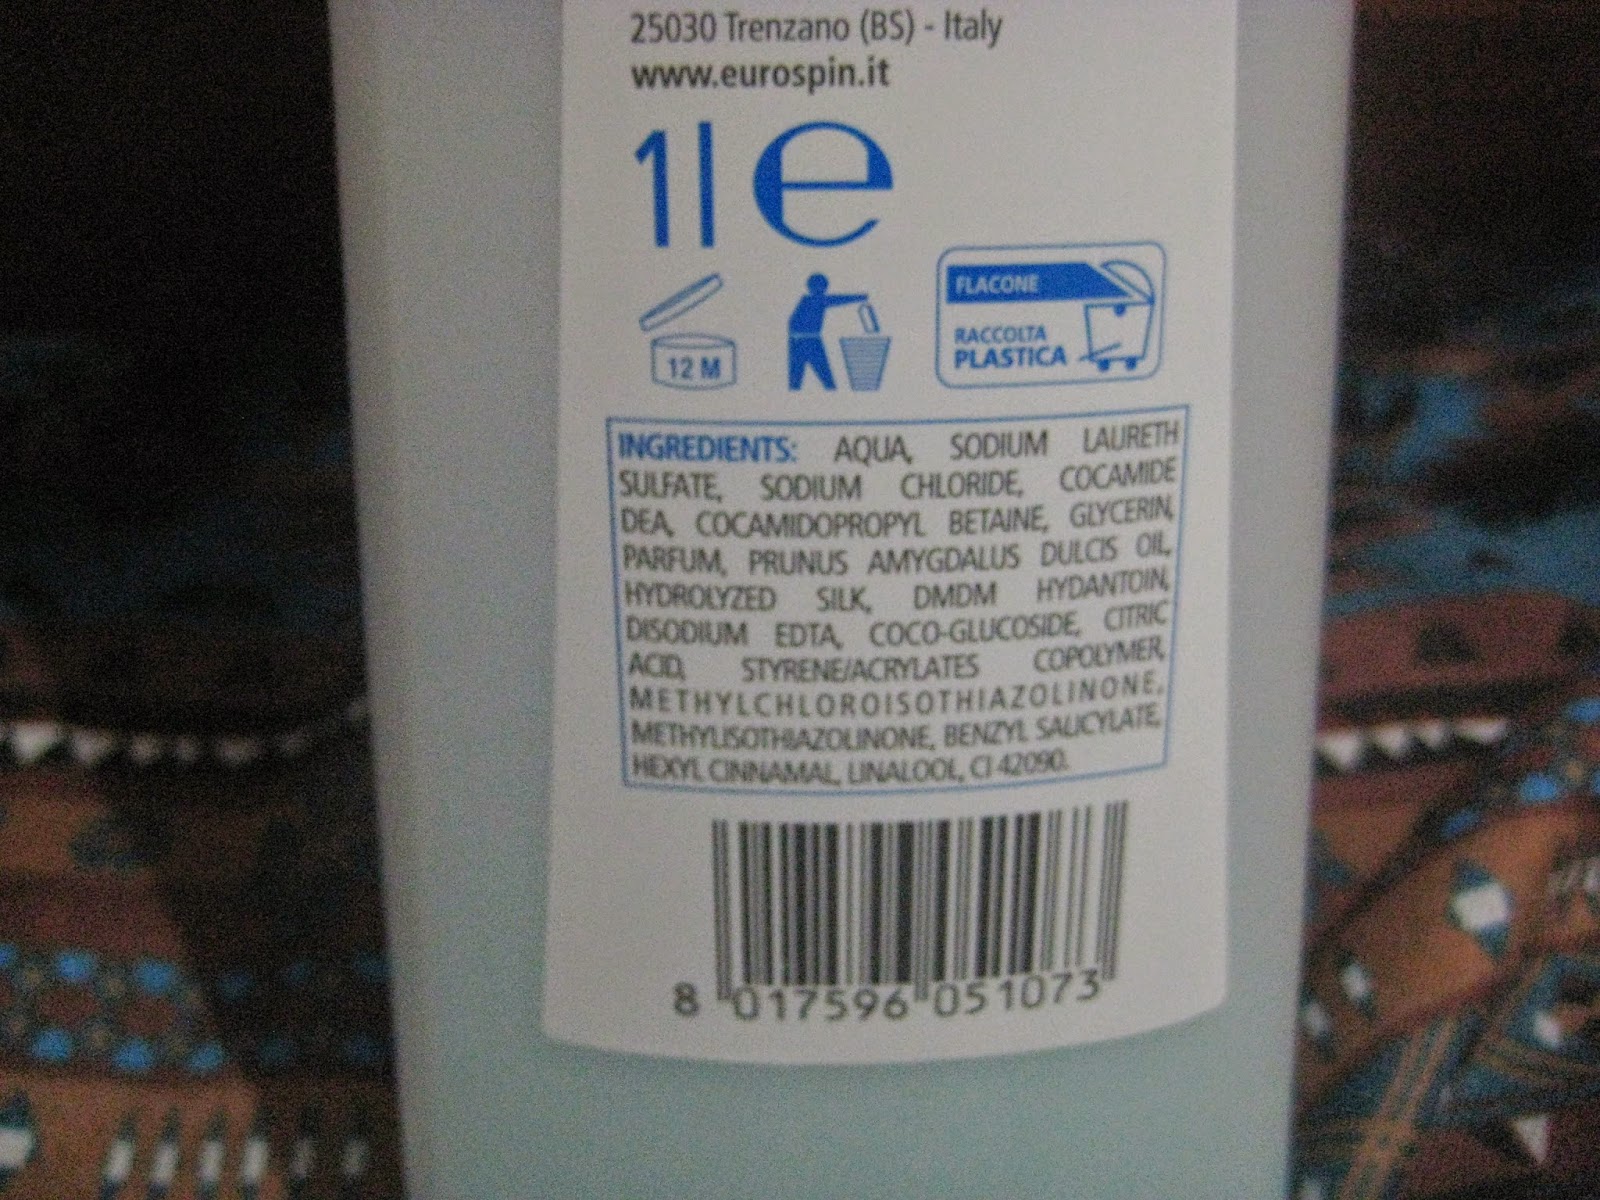 25030 Trenzano (BS) - Italy
www.eurospin.it
1l e
12 M
FLACONE
RACCOLTA
PLASTICA
INGREDIENTS: AQUA, SODIUM LAURETH
SULFATE, SODIUM CHLORIDE, COCAMIDE
DEA, COCAMIDOPROPYL BETAINE, GLYCERIN,
PARFUM, PRUNUS AMYGDALUS DULCIS OIL,
HYDROLYZED SILK, DMDM HYDANTOIN,
DISODIUM EDTA, COCO-GLUCOSIDE, CITRIC
ACID, STYRENE/ACRYLATES COPOLYMER,
METHYLCHLOROISOTHIAZOLINONE,
METHYLISOTHIAZOLINONE, BENZYL SALICYLATE,
HEXYL CINNAMAL, LINALOOL, CI 42090.
8 017596 051073